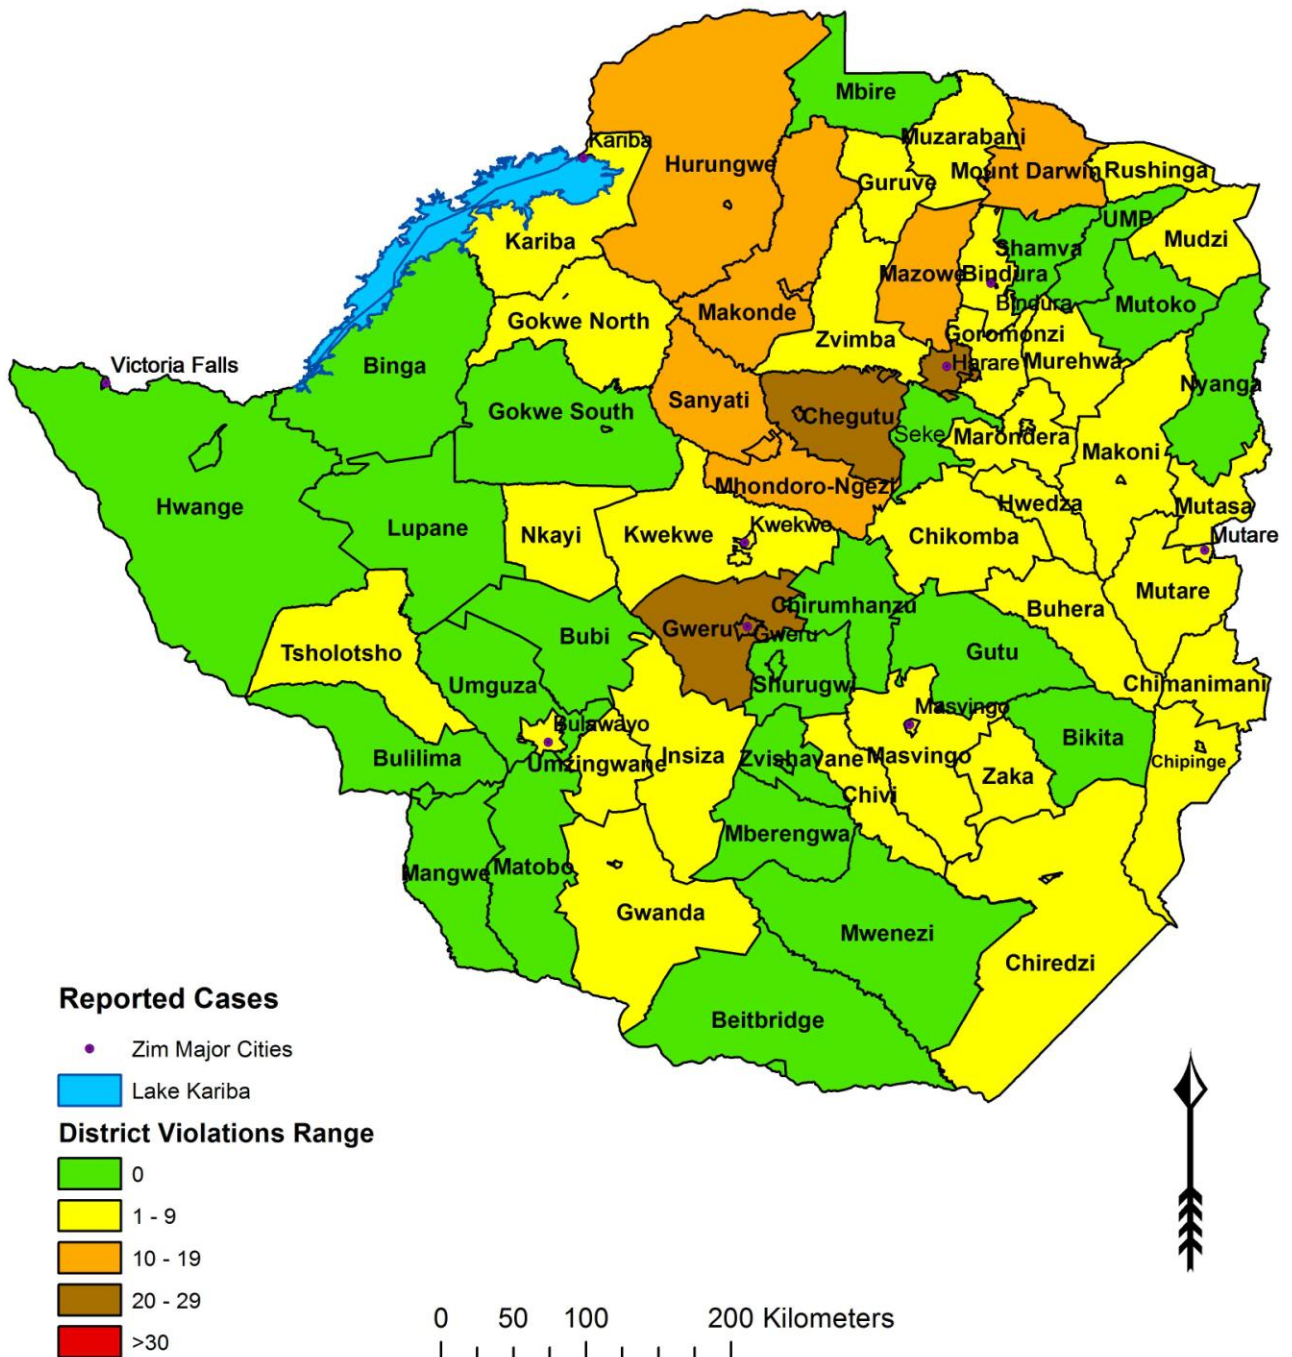 Mbire
Muzarabani
Kariba
Hurungwe
Guruve
Mount Darwin
Rushinga
UMP
Kariba
Shamva
Mudzi
Mazowe
Bindura
Bindura
Mutoko
Makonde
Gokwe North
Goromonzi
Zvimba
Victoria Falls
Binga
Harare
Murehwa
Nyanga
Sanyati
Gokwe South
Chegutu
Seke
Marondera
Makoni
Mhondoro-Ngezi
Hwange
Hwedza
Mutasa
Lupane
Nkayi
Kwekwe
Kwekwe
Chikomba
Mutare
Mutare
Chirumhanzu
Buhera
Bubi
Gweru
Gweru
Tsholotsho
Gutu
Umguza
Shurugwi
Chimanimani
Masvingo
Bulawayo
Bikita
Bulilima
Umzingwane
Insiza
Zvishavane
Masvingo
Chipinge
Zaka
Chivi
Mberengwa
Mangwe
Matobo
Gwanda
Mwenezi
Chiredzi
Beitbridge
Reported Cases
Zim Major Cities
Lake Kariba
District Violations Range
0
1 - 9
10 - 19
20 - 29
>30
0 50 100 200 Kilometers